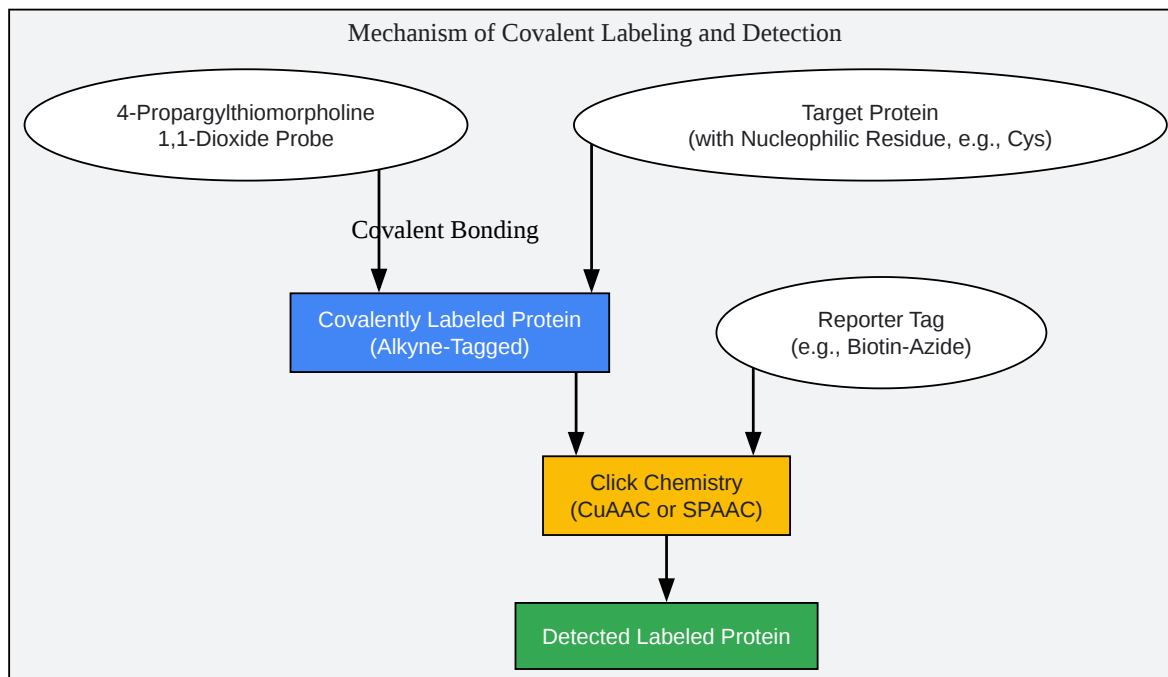 Mechanism of Covalent Labeling and Detection
4-Propargylthiomorpholine
1,1-Dioxide Probe
Target Protein
(with Nucleophilic Residue, e.g., Cys)
Covalent Bonding
Covalently Labeled Protein
(Alkyne-Tagged)
Reporter Tag
(e.g., Biotin-Azide)
Click Chemistry
(CuAAC or SPAAC)
Detected Labeled Protein